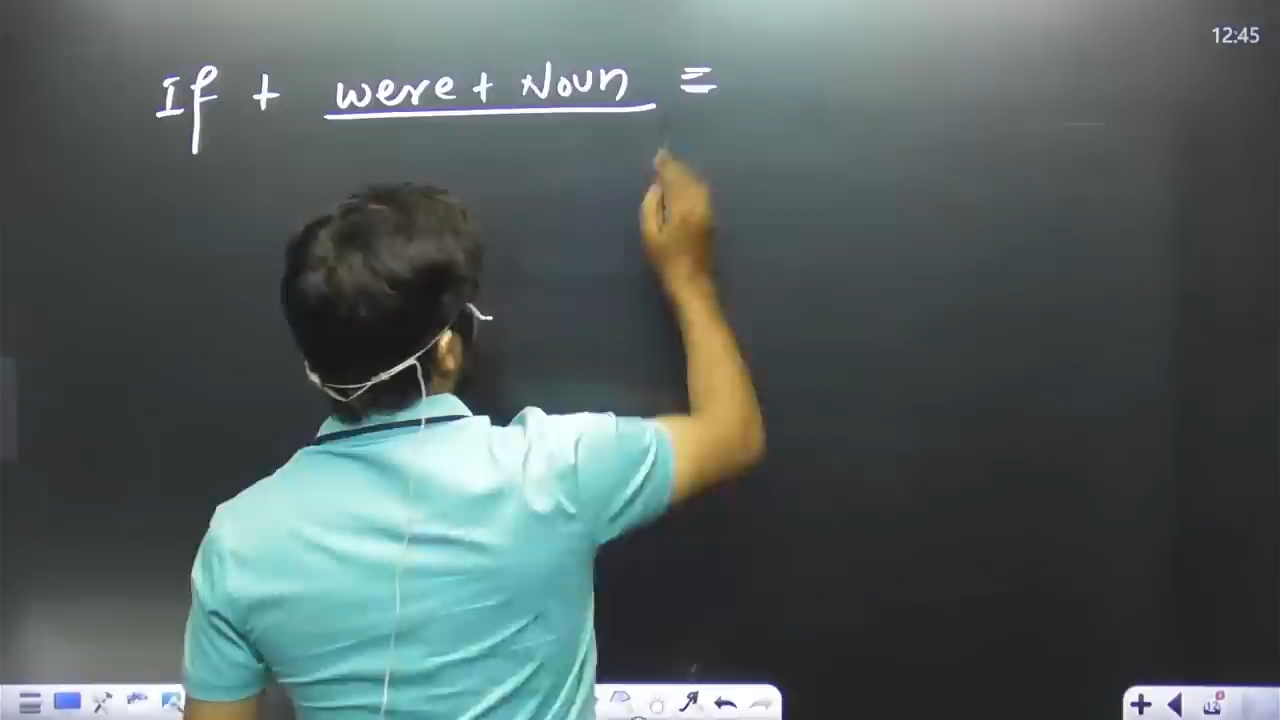 12:45
If + were + Noun =